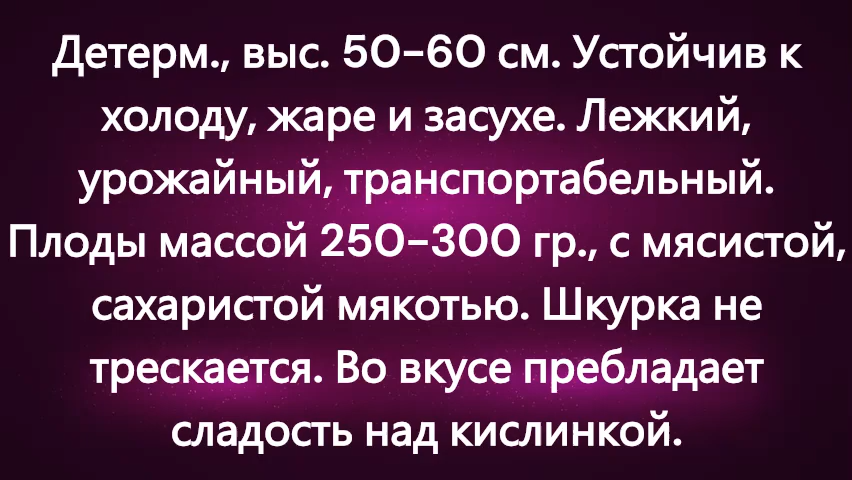 Детерм., выс. 50-60 см. Устойчив к
холоду, жаре и засухе. Лежкий,
урожайный, транспортабельный.
Плоды массой 250-300 гр., с мясистой,
сахаристой мякотью. Шкурка не
трескается. Во вкусе пребладает
сладость над кислинкой.